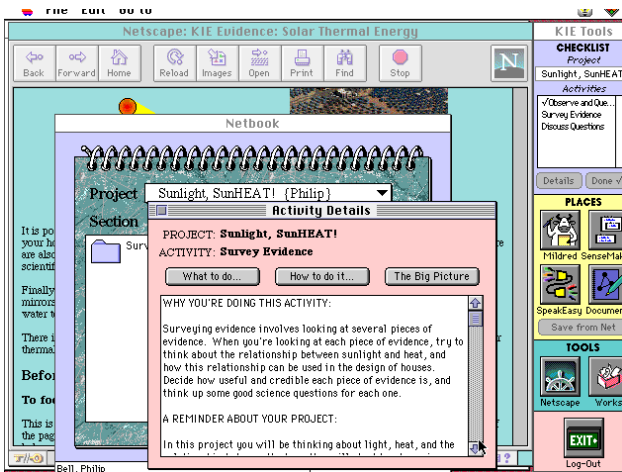 File Edit Go to
Netscape: KIE Evidence: Solar Thermal Energy
Back Forward Home Reload Images Open Print Find Stop
N
Netbook
Project Sunlight, SunHEAT! {Philip}
Section
Surv
It is po
your h
are also
scientif
Finally
mirrors
water t
There i
therma
Befor
To fo
This is
the pag
Activity Details
PROJECT: Sunlight, SunHEAT!
ACTIVITY: Survey Evidence
What to do... How to do it... The Big Picture
WHY YOU'RE DOING THIS ACTIVITY:
Surveying evidence involves looking at several pieces of
evidence. When you're looking at each piece of evidence, try to
think about the relationship between sunlight and heat, and
how this relationship can be used in the design of houses.
Decide how useful and credible each piece of evidence is, and
think up some good science questions for each one.
A REMINDER ABOUT YOUR PROJECT:
In this project you will be thinking about light, heat, and the
Bell, Philip
KIE Tools
CHECKLIST
Project
Sunlight, SunHEAT
Activities
√Observe and Que...
Survey Evidence
Discuss Questions
Details Done √
PLACES
Mildred SenseMak
SpeakEasy Documen
Save from Net
TOOLS
Netscape Works
EXIT
Log-Out